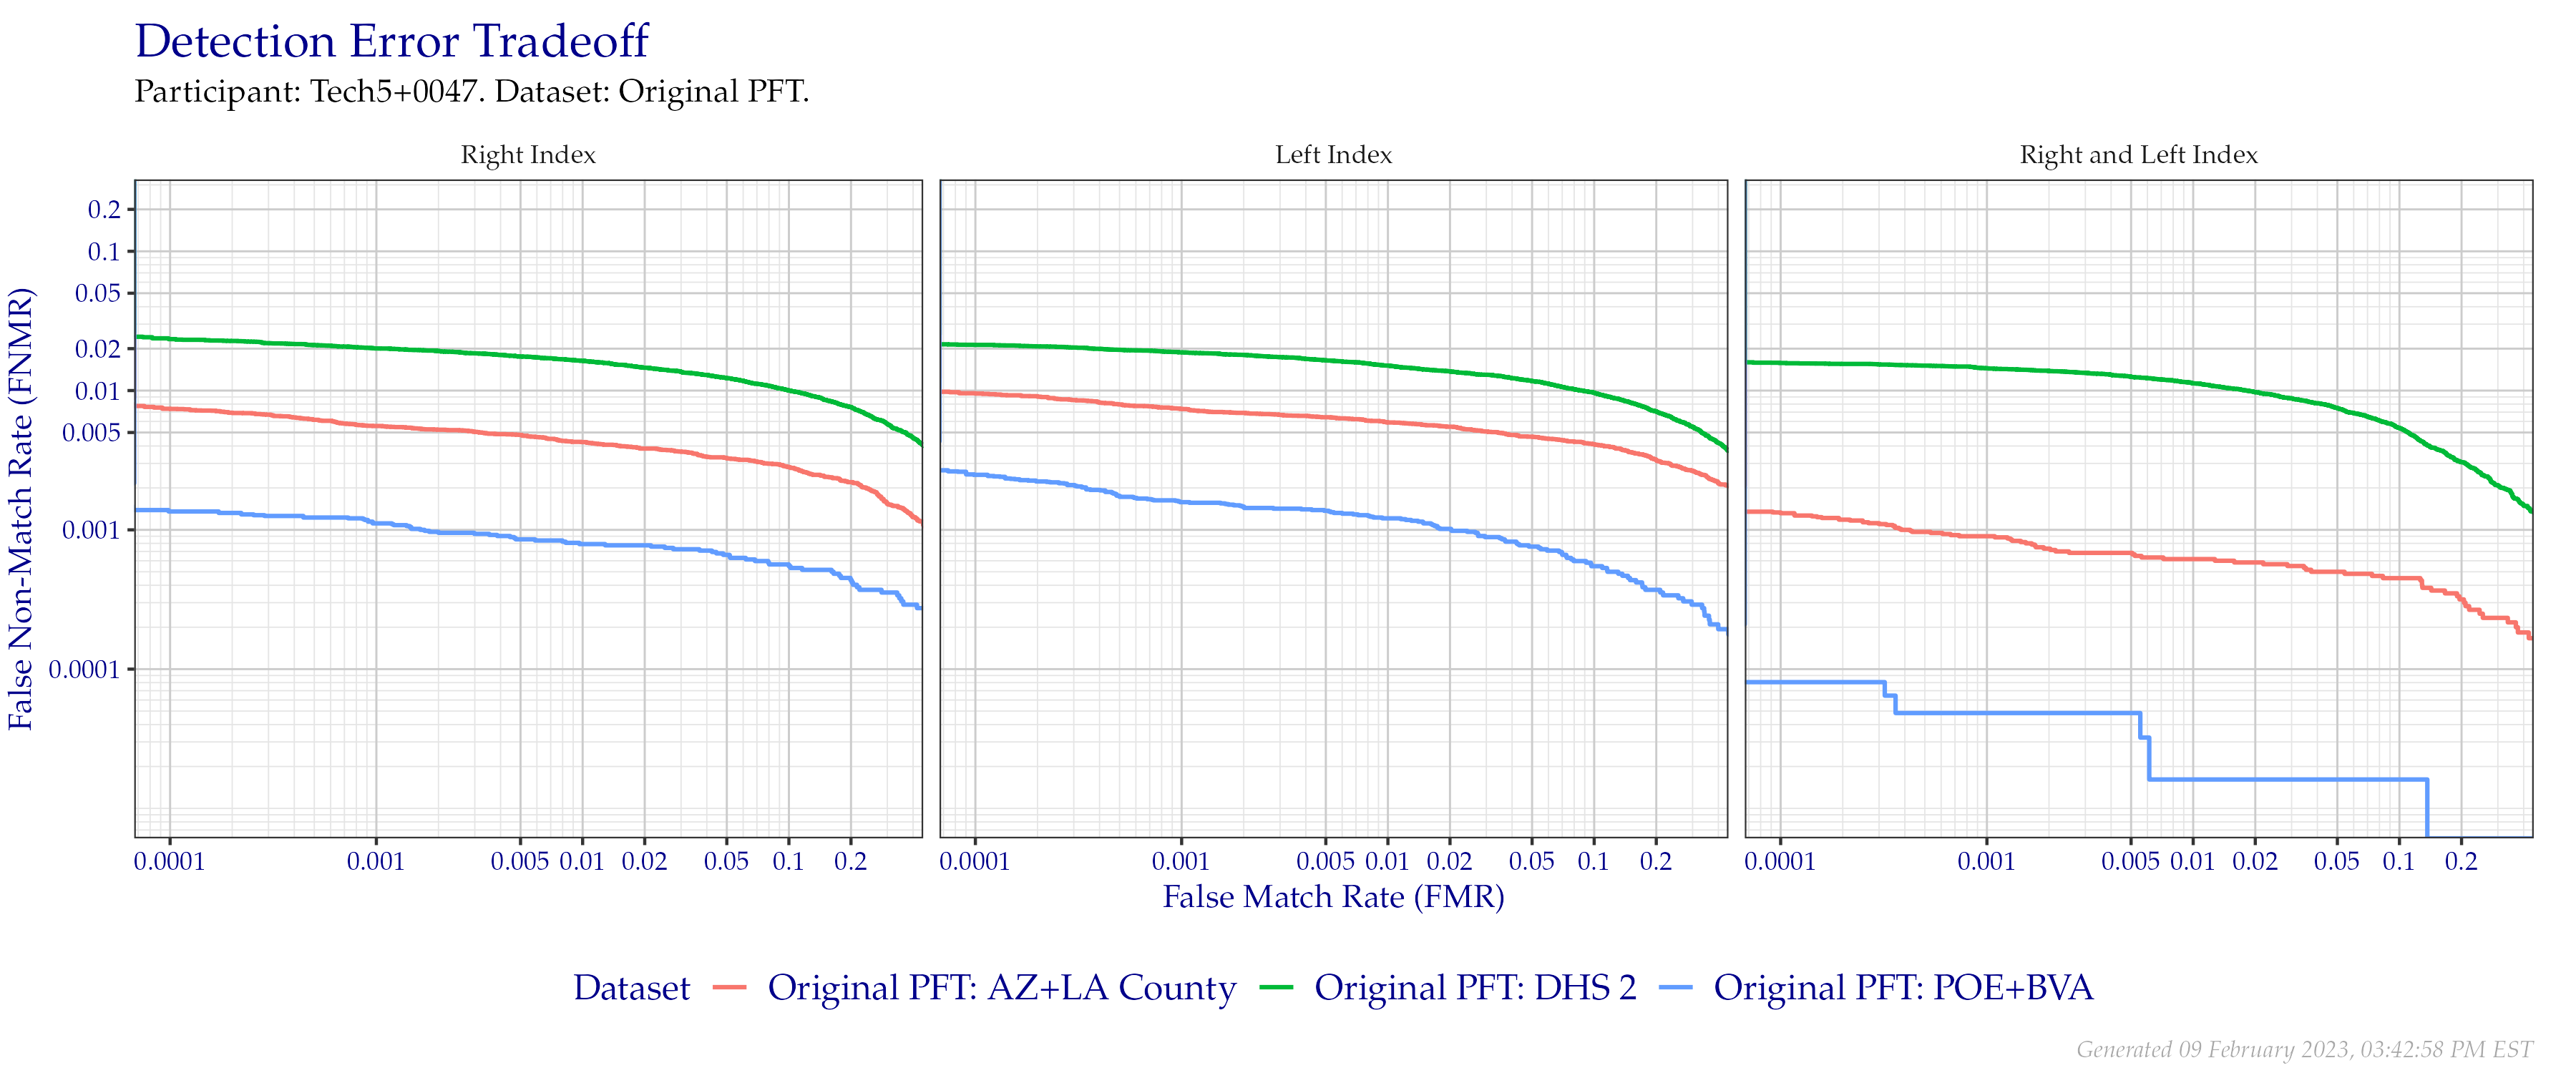 Detection Error Tradeoff
Participant: Tech5+0047. Dataset: Original PFT.
Right Index Left Index Right and Left Index
False Non-Match Rate (FNMR)
0.2
0.1
0.05
0.02
0.01
0.005
0.001
0.0001
0.0001 0.001 0.005 0.01 0.02 0.05 0.1 0.2 0.0001 0.001 0.005 0.01 0.02 0.05 0.1 0.2 0.0001 0.001 0.005 0.01 0.02 0.05 0.1 0.2
False Match Rate (FMR)
Dataset Original PFT: AZ+LA County Original PFT: DHS 2 Original PFT: POE+BVA
Generated 09 February 2023, 03:42:58 PM EST